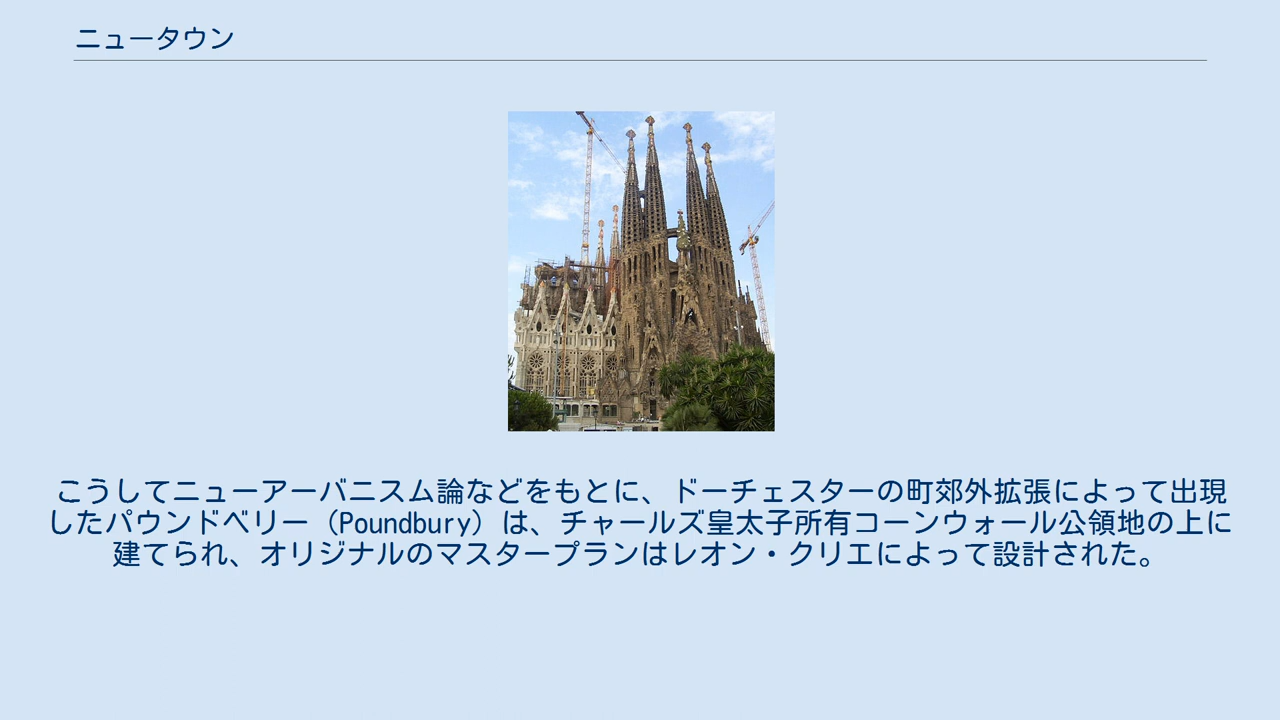 ニュータウン
こうしてニューアーバニスム論などをもとに、ドーチェスターの町郊外拡張によって出現
したパウンドベリー（Poundbury）は、チャールズ皇太子所有コーンウォール公領地の上に
建てられ、オリジナルのマスタープランはレオン・クリエによって設計された。